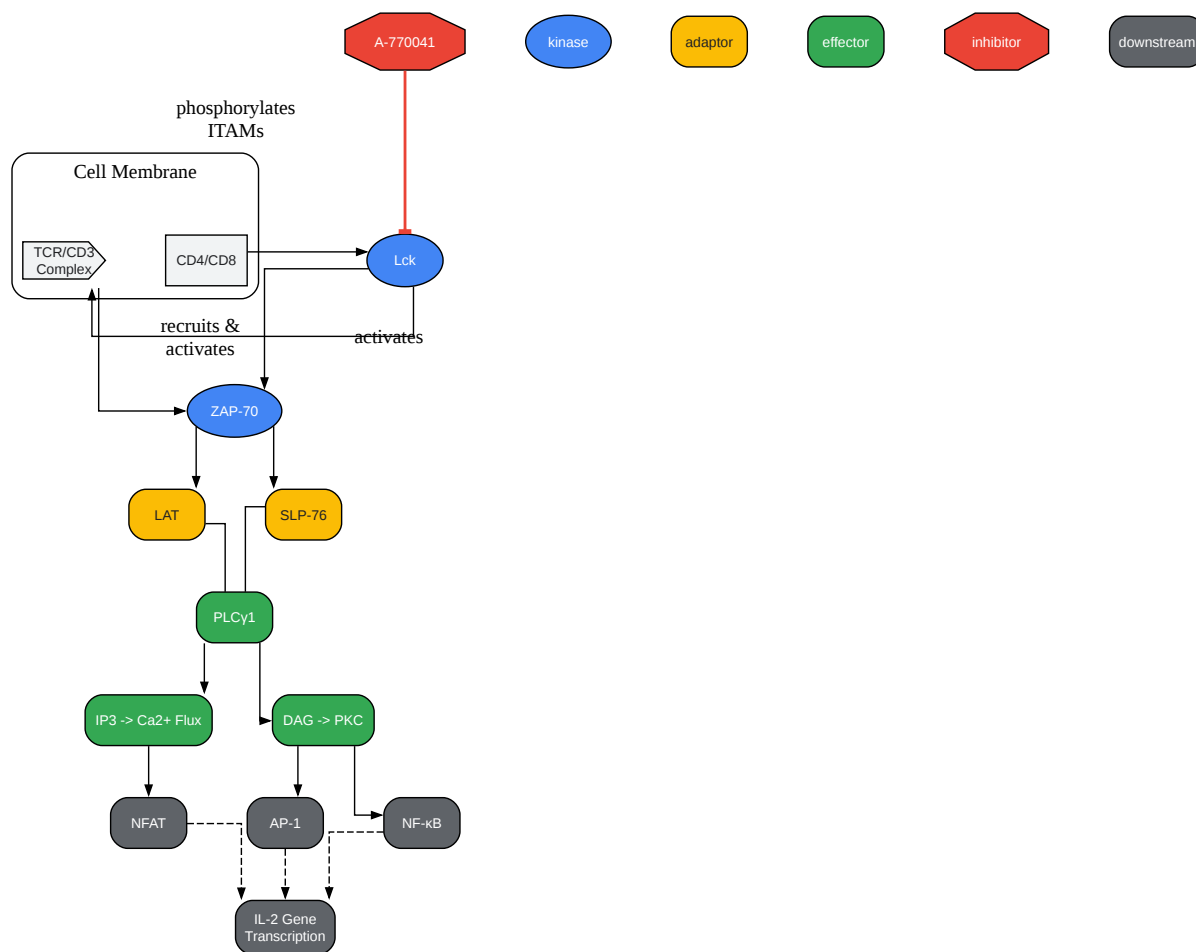 A-770041
kinase
adaptor
effector
inhibitor
downstream
phosphorylates
ITAMs
Cell Membrane
TCR/CD3
Complex
CD4/CD8
Lck
recruits &
activates
activates
ZAP-70
LAT
SLP-76
PLCγ1
IP3 -> Ca2+ Flux
DAG -> PKC
NFAT
AP-1
NF-κB
IL-2 Gene
Transcription